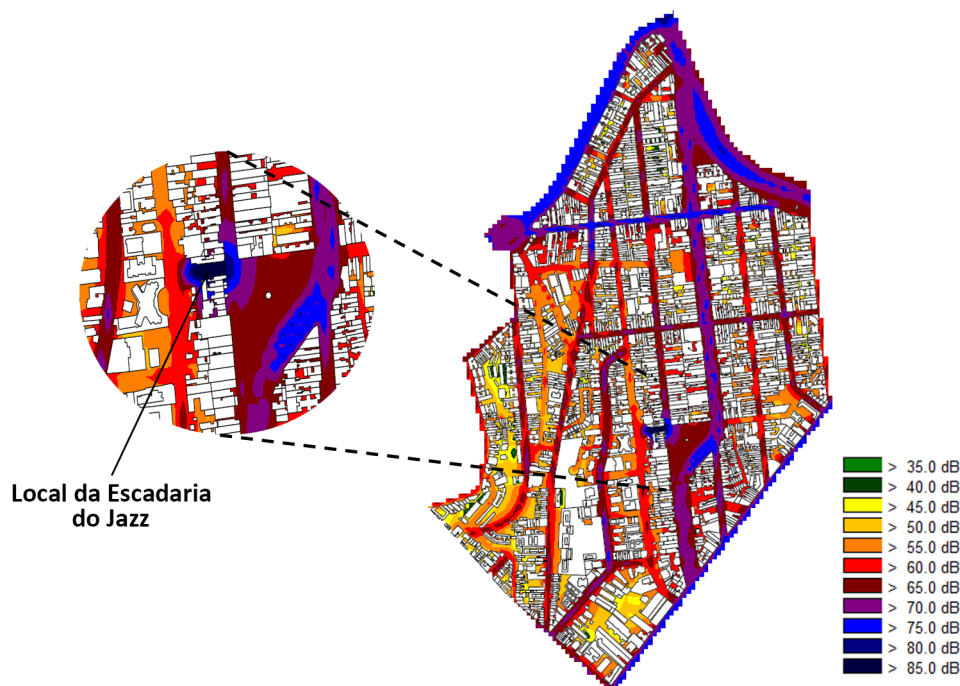 Local da Escadaria
do Jazz
> 35.0 dB
> 40.0 dB
> 45.0 dB
> 50.0 dB
> 55.0 dB
> 60.0 dB
> 65.0 dB
> 70.0 dB
> 75.0 dB
> 80.0 dB
> 85.0 dB